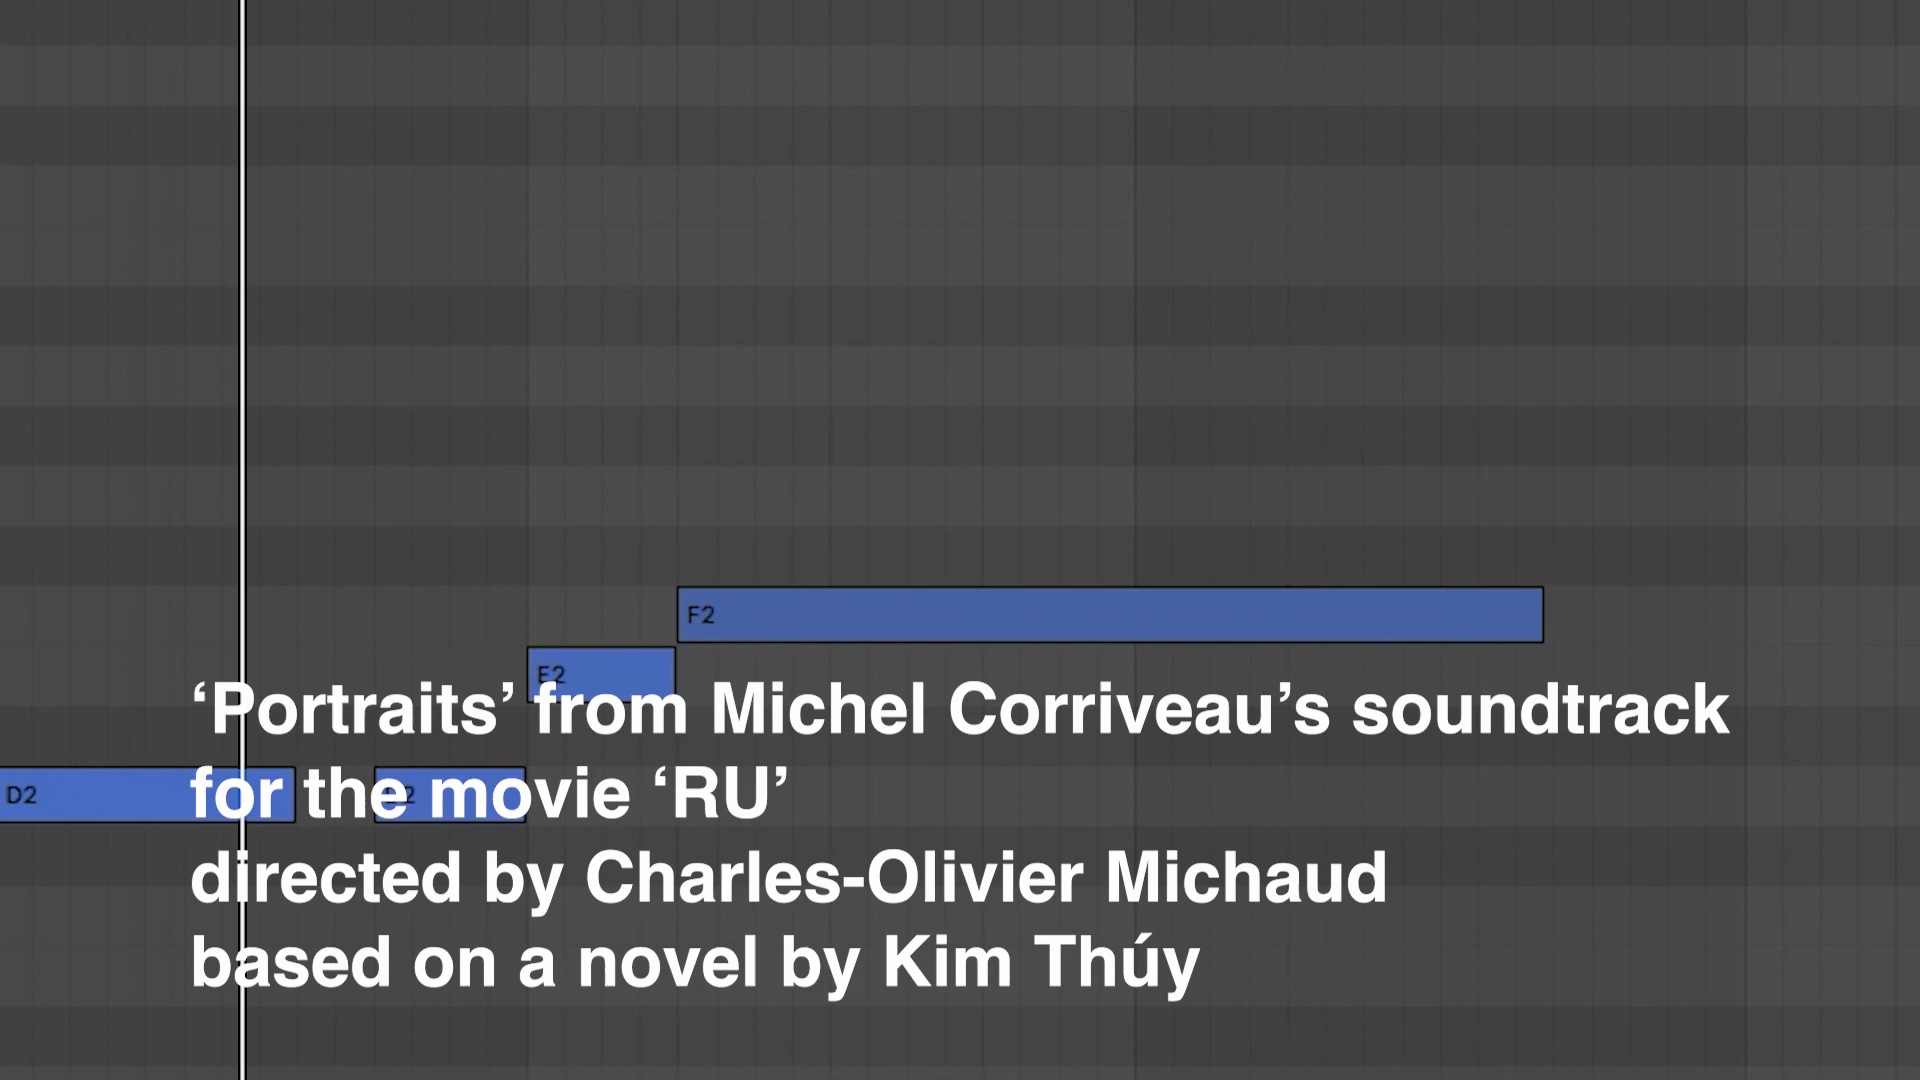 F2
E2
‘Portraits’ from Michel Corriveau’s soundtrack
D2
for the movie ‘RU’
directed by Charles-Olivier Michaud
based on a novel by Kim Thúy